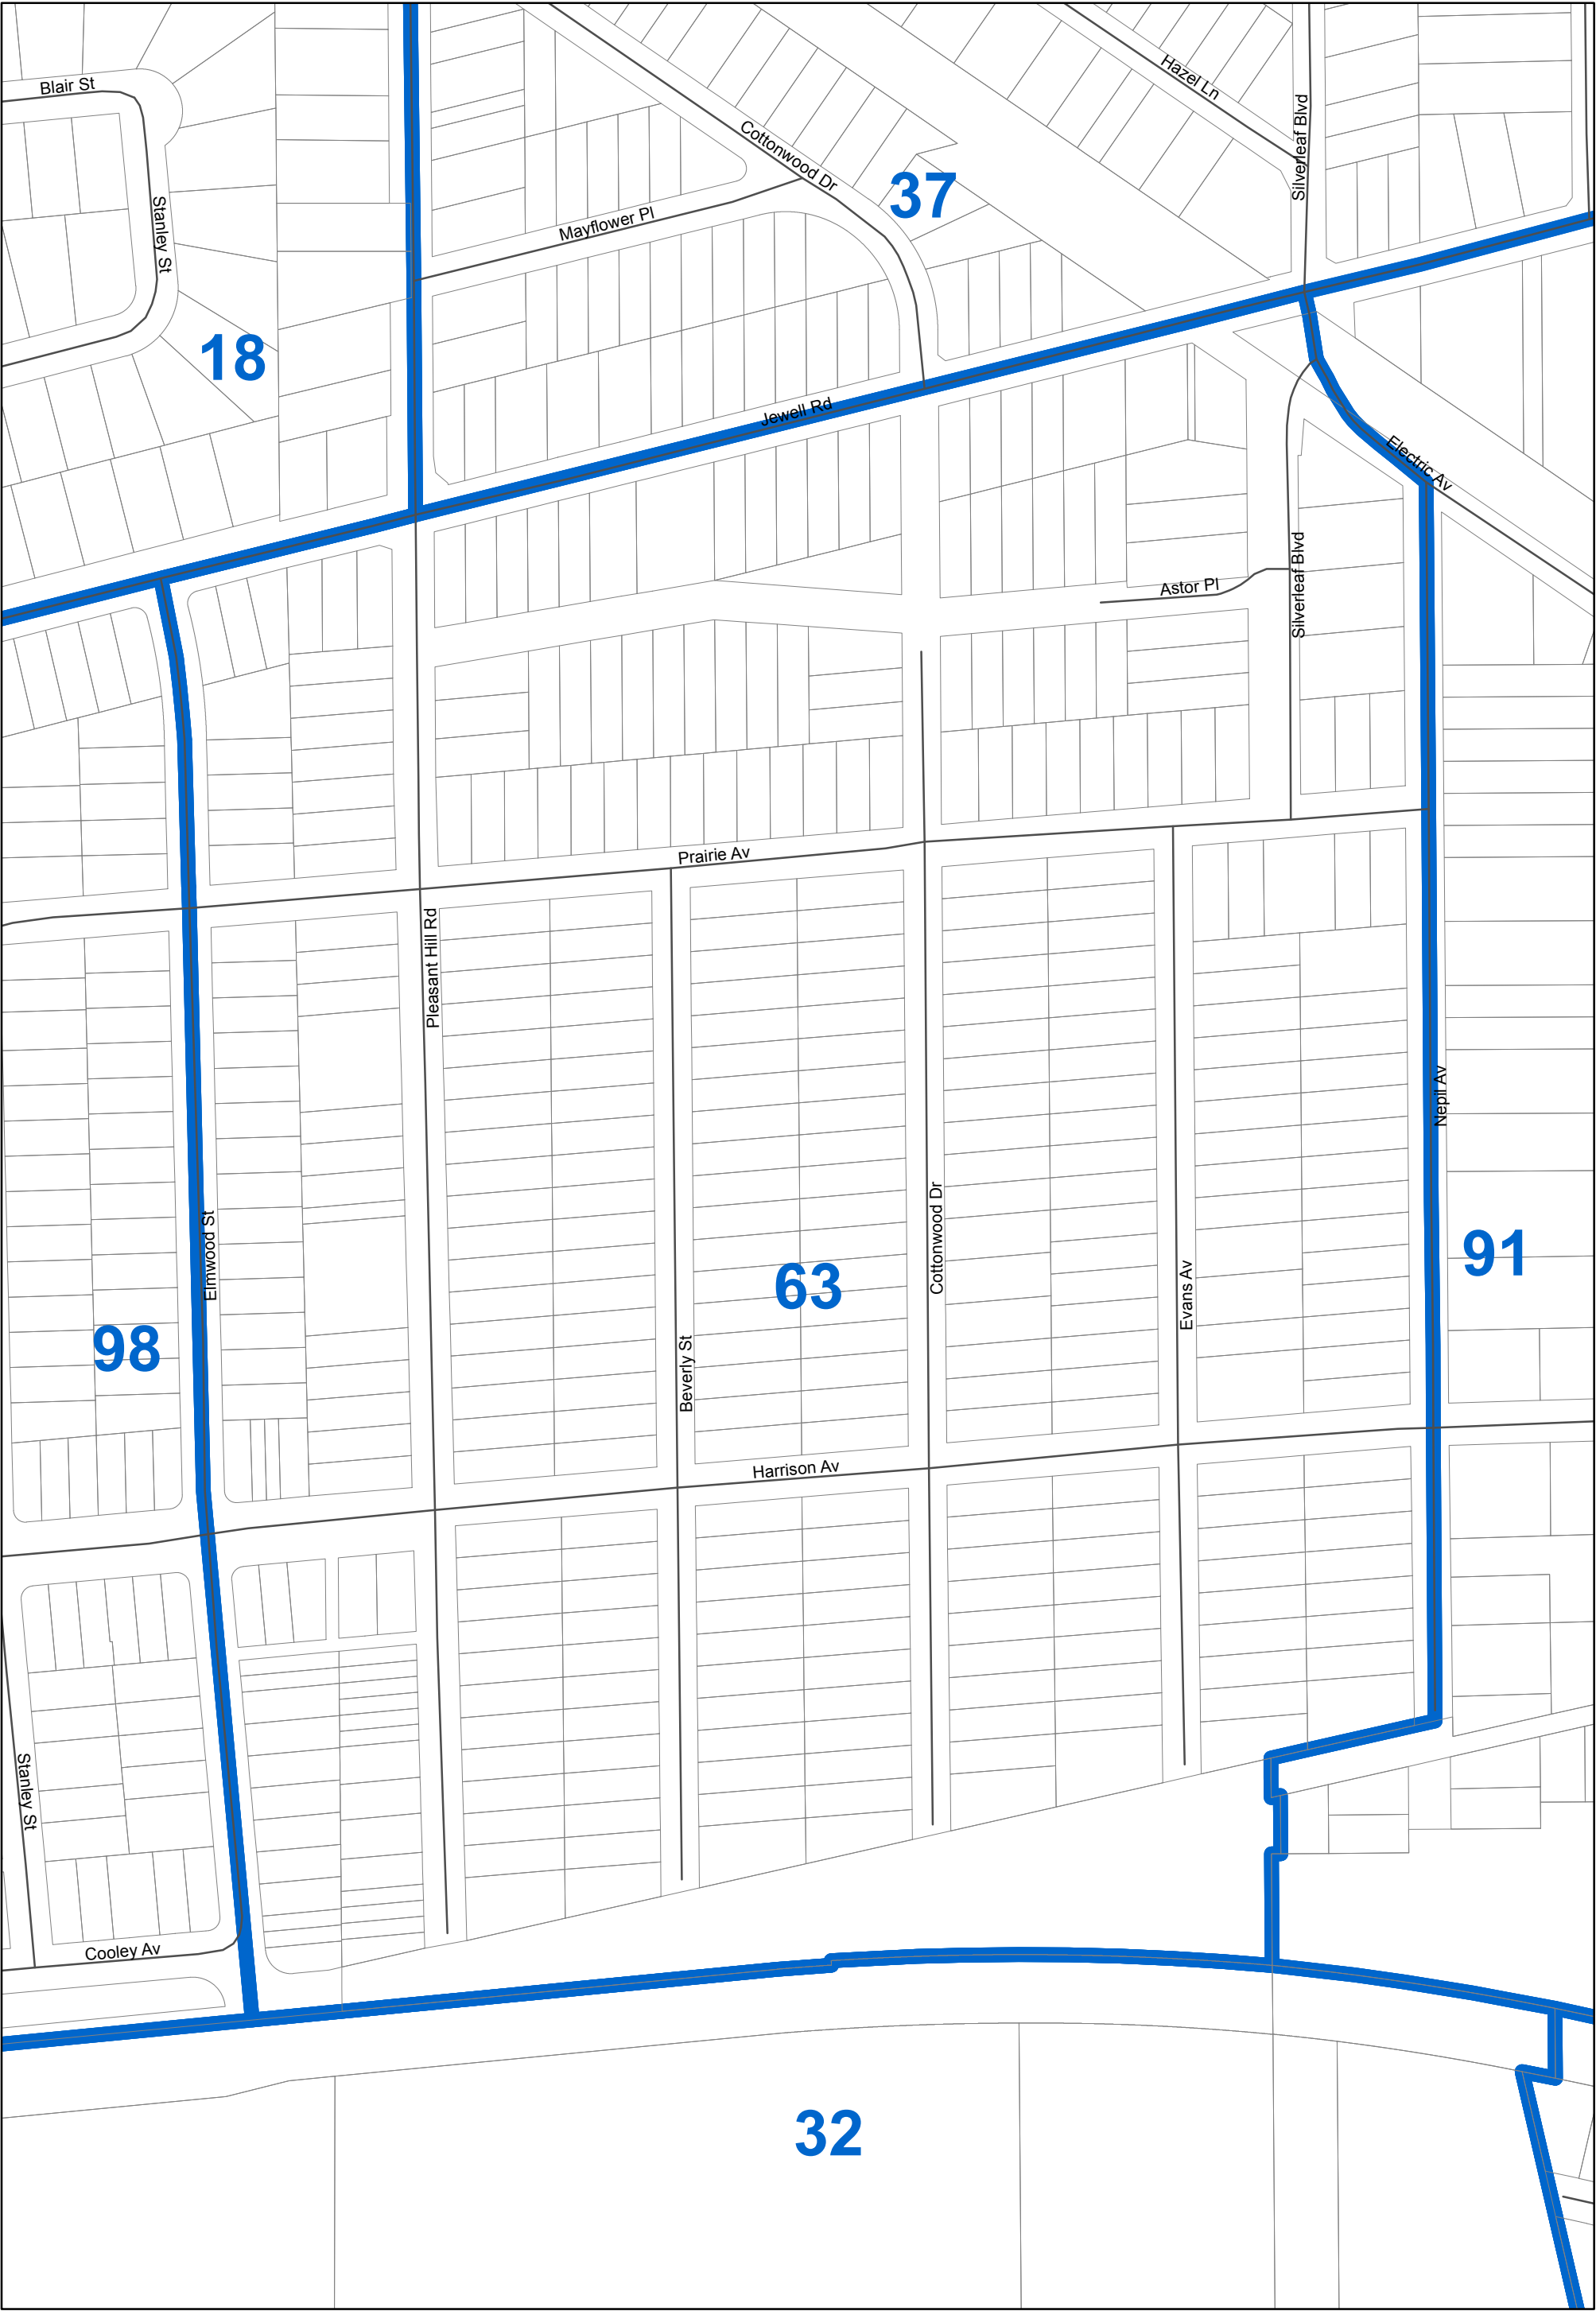 Blair St
Stanley St
18
Cottonwood Dr
Mayflower Pl
37
Hazel Ln
Silverleaf Blvd
Jewell Rd
Electric Av
Astor Pl
Silverleaf Blvd
Prairie Av
Pleasant Hill Rd
Nepil Av
Elmwood St
Cottonwood Dr
Evans Av
91
63
98
Beverly St
Harrison Av
Stanley St
Cooley Av
32